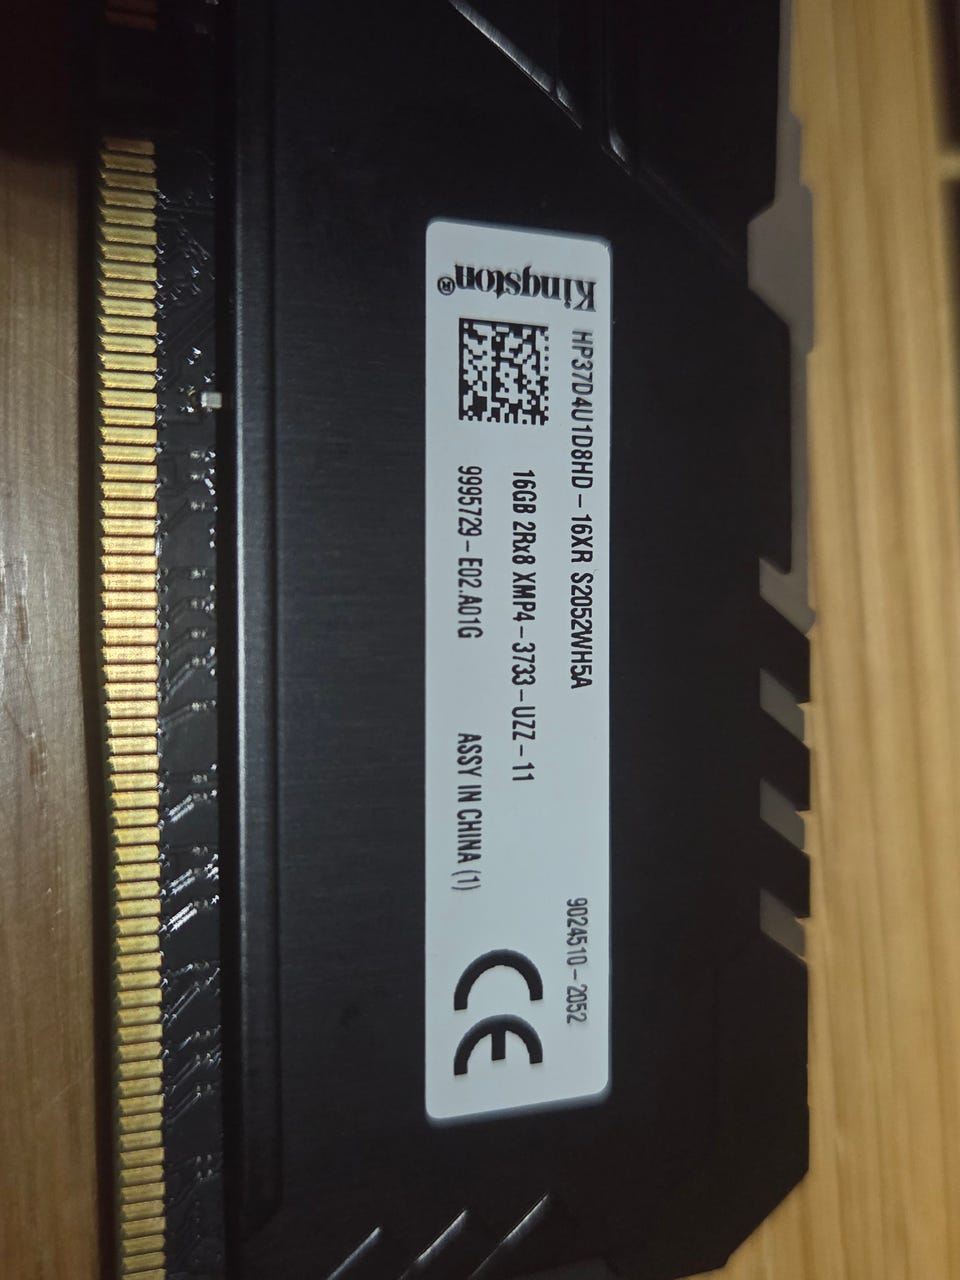 Kingston®
HP37D4U1D8HD-16XR S2052WH5A
9024510-2052
16GB 2Rx8 XMP4-3733-UZZ-11
9995729-E02.A01G
ASSY IN CHINA (1)
CE